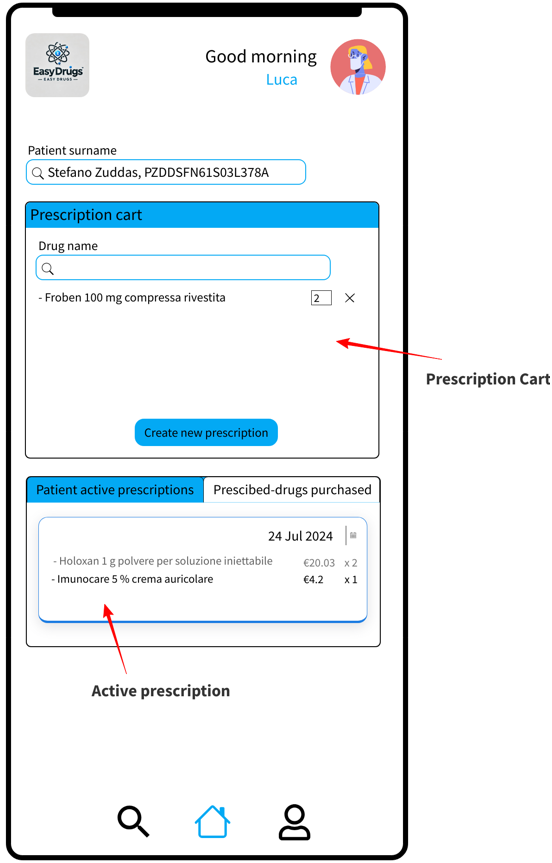 EasyDrugs
EASY DRUGS
Good morning
Luca
Patient surname
Stefano Zuddas, PZDDSFN61S03L378A
Prescription cart
Drug name
- Froben 100 mg compressa rivestita 2
Prescription Cart
Create new prescription
Patient active prescriptions Prescibed-drugs purchased
24 Jul 2024
- Holoxan 1 g polvere per soluzione iniettabile €20.03 x 2
- Imunocare 5 % crema auricolare €4.2 x 1
Active prescription